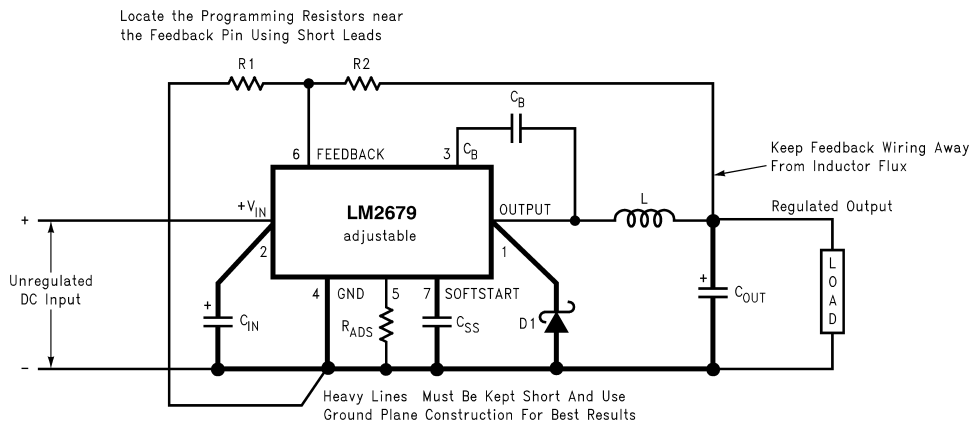 Locate the Programming Resistors near
the Feedback Pin Using Short Leads
R1
R2
C_B
6 FEEDBACK
3 C_B
Keep Feedback Wiring Away
From Inductor Flux
+V_IN
LM2679
adjustable
OUTPUT
L
Regulated Output
+
2
1
Unregulated
DC Input
4 GND
5
7 SOFTSTART
+
C_IN
R_ADS
C_SS
D1
+
C_OUT
LOAD
−
Heavy Lines Must Be Kept Short And Use
Ground Plane Construction For Best Results